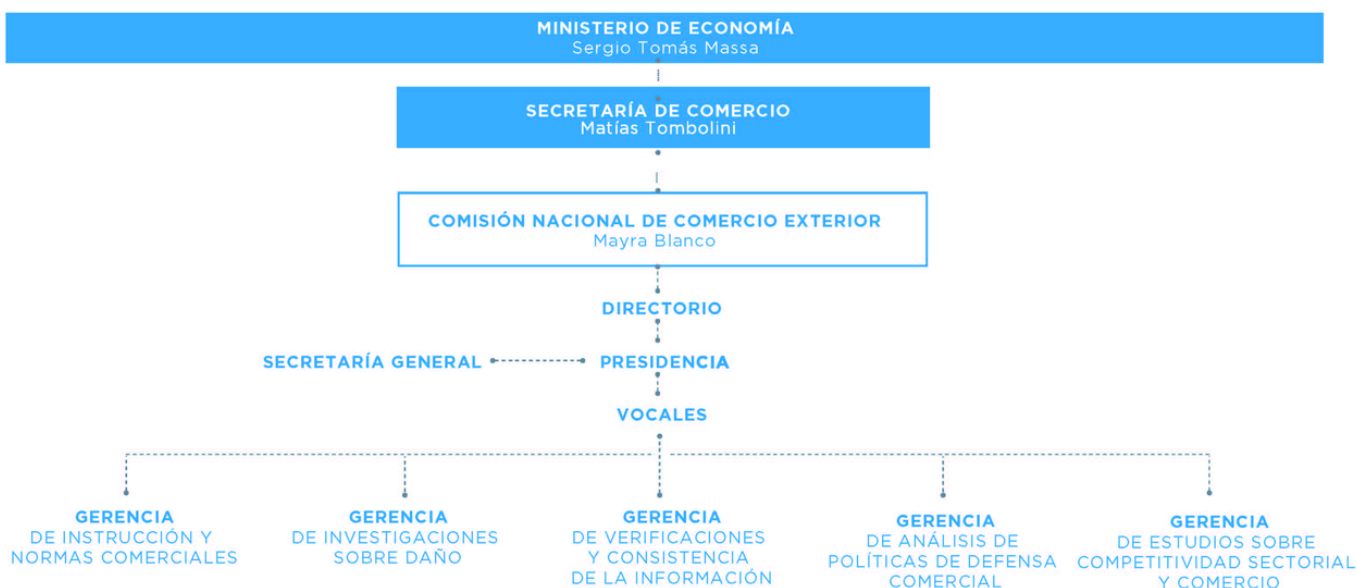 MINISTERIO DE ECONOMÍA
Sergio Tomás Massa
SECRETARÍA DE COMERCIO
Matías Tombolini
COMISIÓN NACIONAL DE COMERCIO EXTERIOR
Mayra Blanco
DIRECTORIO
SECRETARÍA GENERAL
PRESIDENCIA
VOCALES
GERENCIA
DE INSTRUCCIÓN Y
NORMAS COMERCIALES
GERENCIA
DE INVESTIGACIONES
SOBRE DAÑO
GERENCIA
DE VERIFICACIONES
Y CONSISTENCIA
DE LA INFORMACIÓN
GERENCIA
DE ANÁLISIS DE
POLÍTICAS DE DEFENSA
COMERCIAL
GERENCIA
DE ESTUDIOS SOBRE
COMPETITIVIDAD SECTORIAL
Y COMERCIO